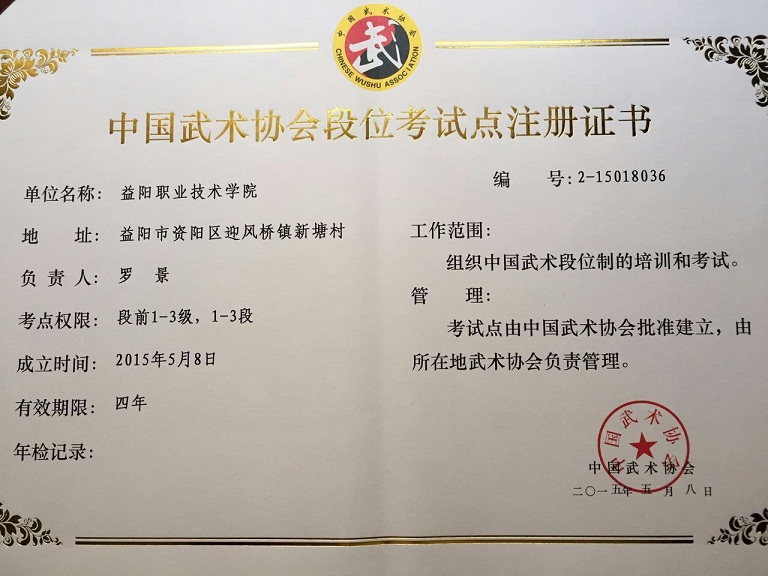 中国武术协会
武
CHINESE WUSHU ASSOCIATION
中国武术协会段位考试点注册证书
单位名称：益阳职业技术学院
地 址：益阳市资阳区迎风桥镇新塘村
负 责 人：罗 景
考点权限：段前1-3级，1-3段
成立时间：2015年5月8日
有效期限：四年
年检记录：
编 号：2-15018036
工作范围：
组织中国武术段位制的培训和考试。
管 理：
考试点由中国武术协会批准建立，由
所在地武术协会负责管理。
中国武术协会
中国武术协会
二〇一五年五月八日